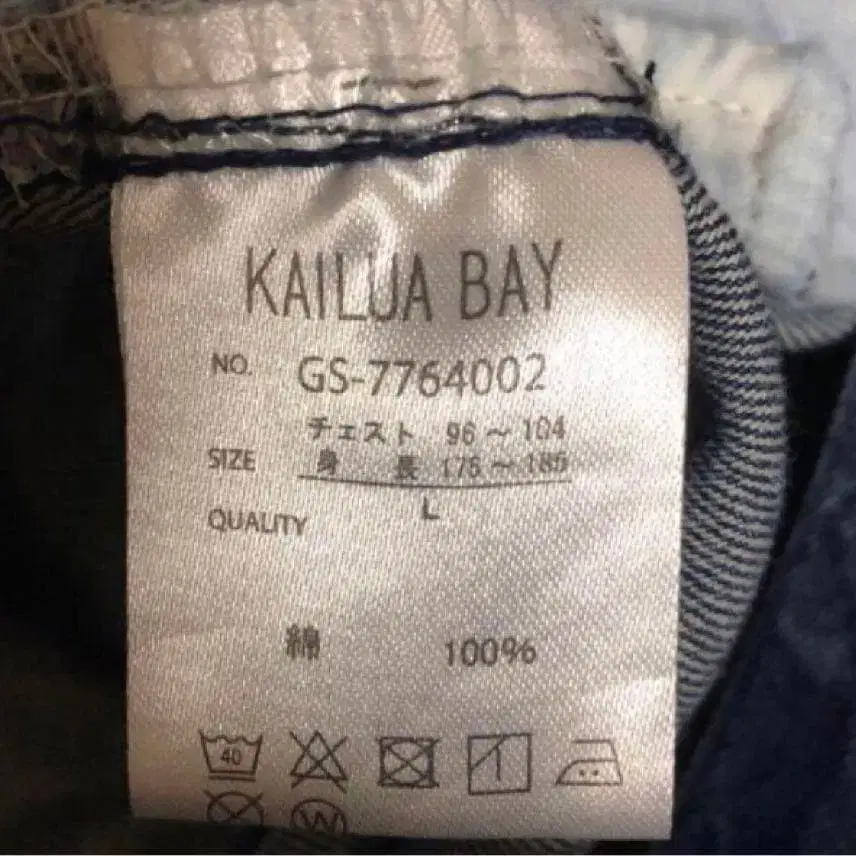 KAILUA BAY
NO. GS-7764002
チェスト 96～104
SIZE 身長 175～185
L
QUALITY
綿 100%
40
W